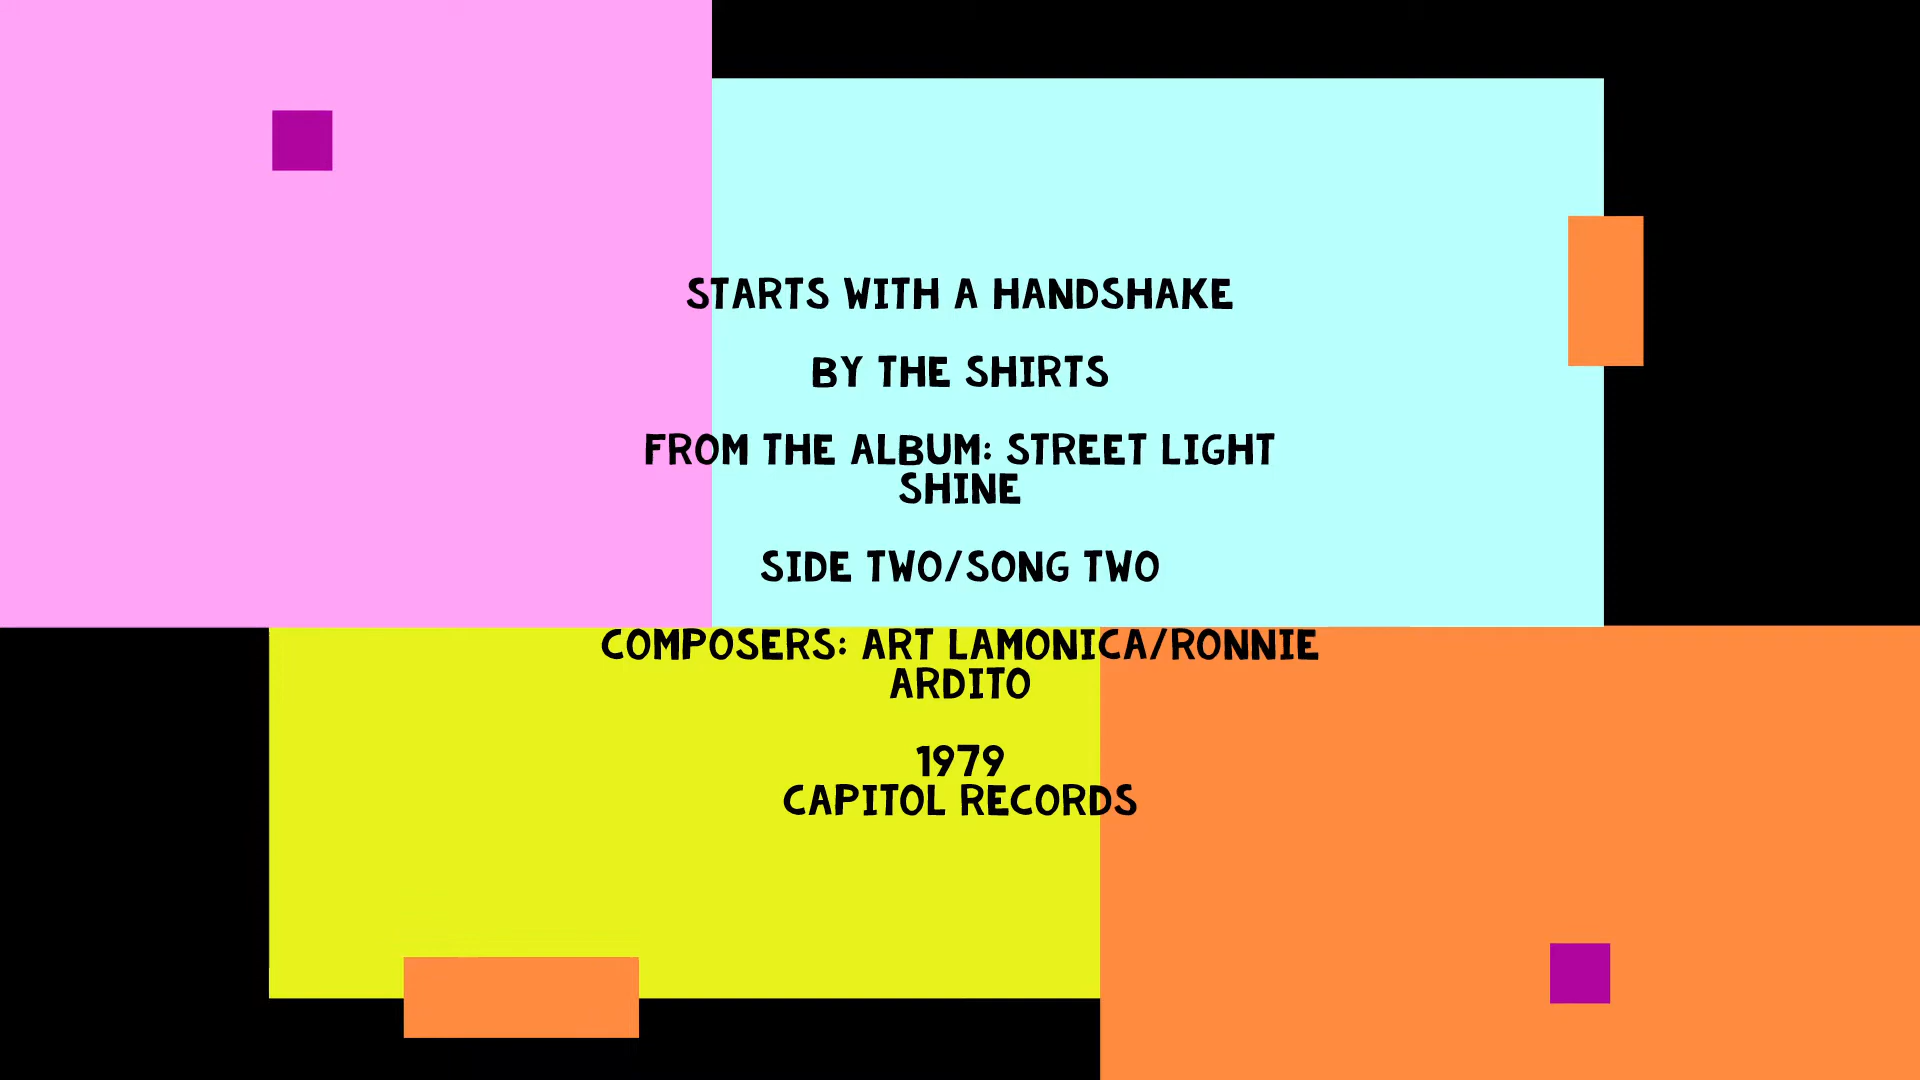 STARTS WITH A HANDSHAKE
BY THE SHIRTS
FROM THE ALBUM: STREET LIGHT
SHINE
SIDE TWO/SONG TWO
COMPOSERS: ART LAMONICA/RONNIE
ARDITO
1979
CAPITOL RECORDS